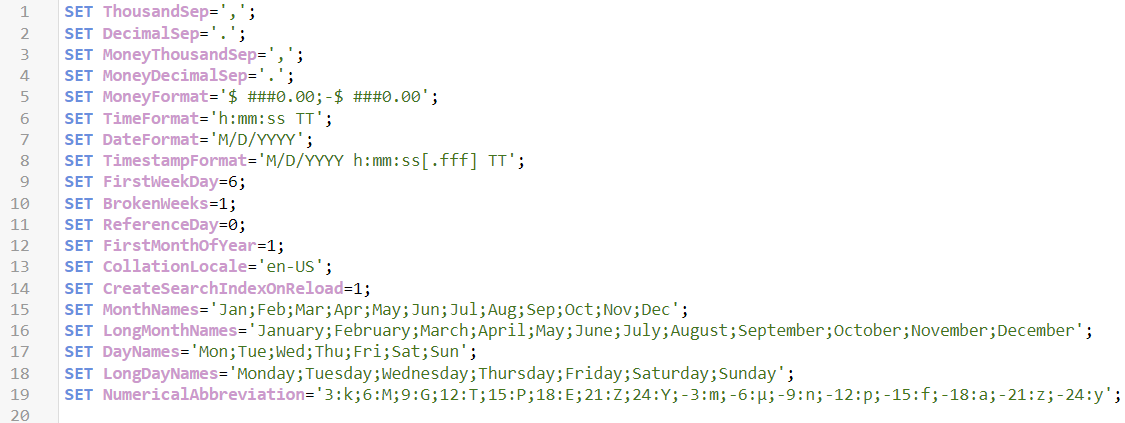 1 SET ThousandSep=',';
2 SET DecimalSep='.';
3 SET MoneyThousandSep=',';
4 SET MoneyDecimalSep='.';
5 SET MoneyFormat='$ ###0.00;-$ ###0.00';
6 SET TimeFormat='h:mm:ss TT';
7 SET DateFormat='M/D/YYYY';
8 SET TimestampFormat='M/D/YYYY h:mm:ss[.fff] TT';
9 SET FirstWeekDay=6;
10 SET BrokenWeeks=1;
11 SET ReferenceDay=0;
12 SET FirstMonthOfYear=1;
13 SET CollationLocale='en-US';
14 SET CreateSearchIndexOnReload=1;
15 SET MonthNames='Jan;Feb;Mar;Apr;May;Jun;Jul;Aug;Sep;Oct;Nov;Dec';
16 SET LongMonthNames='January;February;March;April;May;June;July;August;September;October;November;December';
17 SET DayNames='Mon;Tue;Wed;Thu;Fri;Sat;Sun';
18 SET LongDayNames='Monday;Tuesday;Wednesday;Thursday;Friday;Saturday;Sunday';
19 SET NumericalAbbreviation='3:k;6:M;9:G;12:T;15:P;18:E;21:Z;24:Y;-3:m;-6:μ;-9:n;-12:p;-15:f;-18:a;-21:z;-24:y';
20